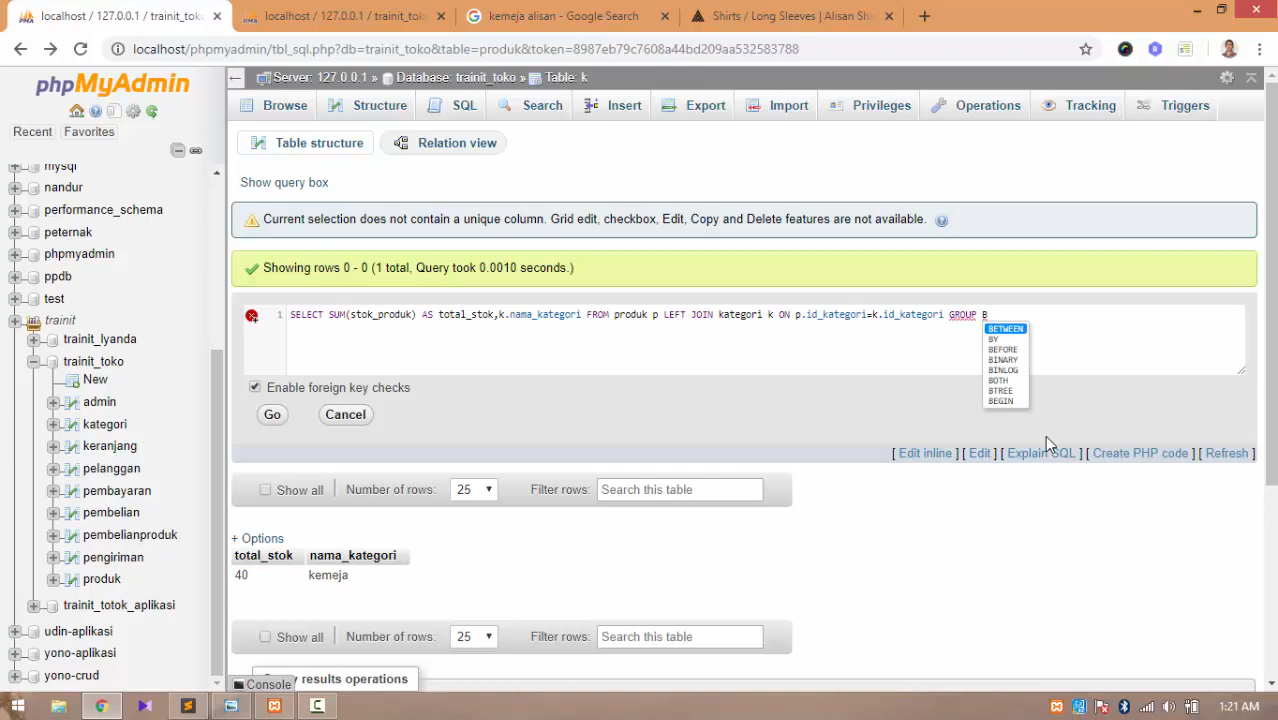 localhost / 127.0.0.1 / trainit_toko
localhost / 127.0.0.1 / trainit_tok
kemeja alisan - Google Search
Shirts / Long Sleeves | Alisan Shi
localhost/phpmyadmin/tbl_sql.php?db=trainit_toko&table=produk&token=8987eb79c7608a44bd209aa532583788
phpMyAdmin
Recent Favorites
mysql
nandur
performance_schema
peternak
phpmyadmin
ppdb
test
trainit
trainit_lyanda
trainit_toko
New
admin
kategori
keranjang
pelanggan
pembayaran
pembelian
pembelianproduk
pengiriman
produk
trainit_totok_aplikasi
udin-aplikasi
yono-aplikasi
yono-crud
Server: 127.0.0.1 » Database: trainit_toko » Table: k
Browse Structure SQL Search Insert Export Import Privileges Operations Tracking Triggers
Table structure Relation view
Show query box
Current selection does not contain a unique column. Grid edit, checkbox, Edit, Copy and Delete features are not available.
Showing rows 0 - 0 (1 total, Query took 0.0010 seconds.)
1 SELECT SUM(stok_produk) AS total_stok,k.nama_kategori FROM produk p LEFT JOIN kategori k ON p.id_kategori=k.id_kategori GROUP B
BETWEEN
BY
BEFORE
BINARY
BINLOG
BOTH
BTREE
BEGIN
Enable foreign key checks
Go Cancel
[ Edit inline ] [ Edit ] [ Explain SQL ] [ Create PHP code ] [ Refresh ]
Show all Number of rows: 25 Filter rows: Search this table
+ Options
total_stok nama_kategori
40 kemeja
Show all Number of rows: 25 Filter rows: Search this table
results operations
Console
1:21 AM